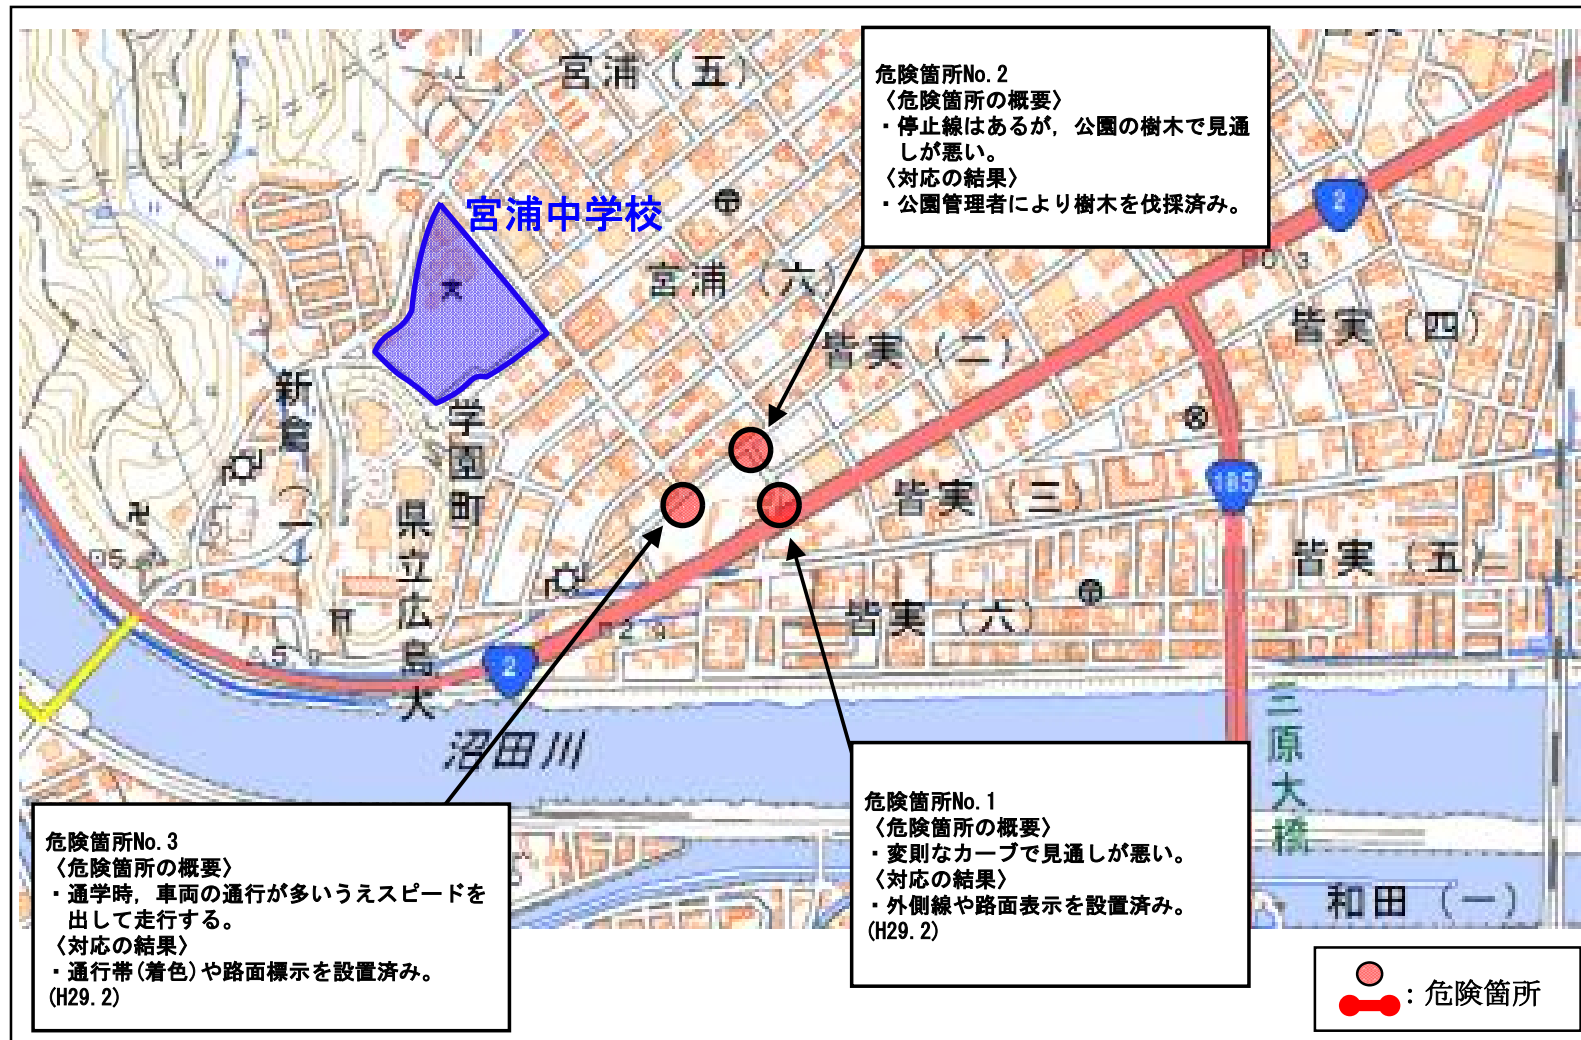 宮浦（五）
危険箇所No.2
〈危険箇所の概要〉
・停止線はあるが，公園の樹木で見通
しが悪い。
〈対応の結果〉
・公園管理者により樹木を伐採済み。
宮浦中学校
2
宮浦（六）
皆実（二）
皆実（四）
新倉（一）
学園町
県立広島大
皆実（三）
185
皆実（五）
皆実（六）
2
沼田川
三原大橋
和田（一）
危険箇所No.1
〈危険箇所の概要〉
・変則なカーブで見通しが悪い。
〈対応の結果〉
・外側線や路面表示を設置済み。
(H29.2)
危険箇所No.3
〈危険箇所の概要〉
・通学時，車両の通行が多いうえスピードを
出して走行する。
〈対応の結果〉
・通行帯(着色)や路面標示を設置済み。
(H29.2)
：危険箇所